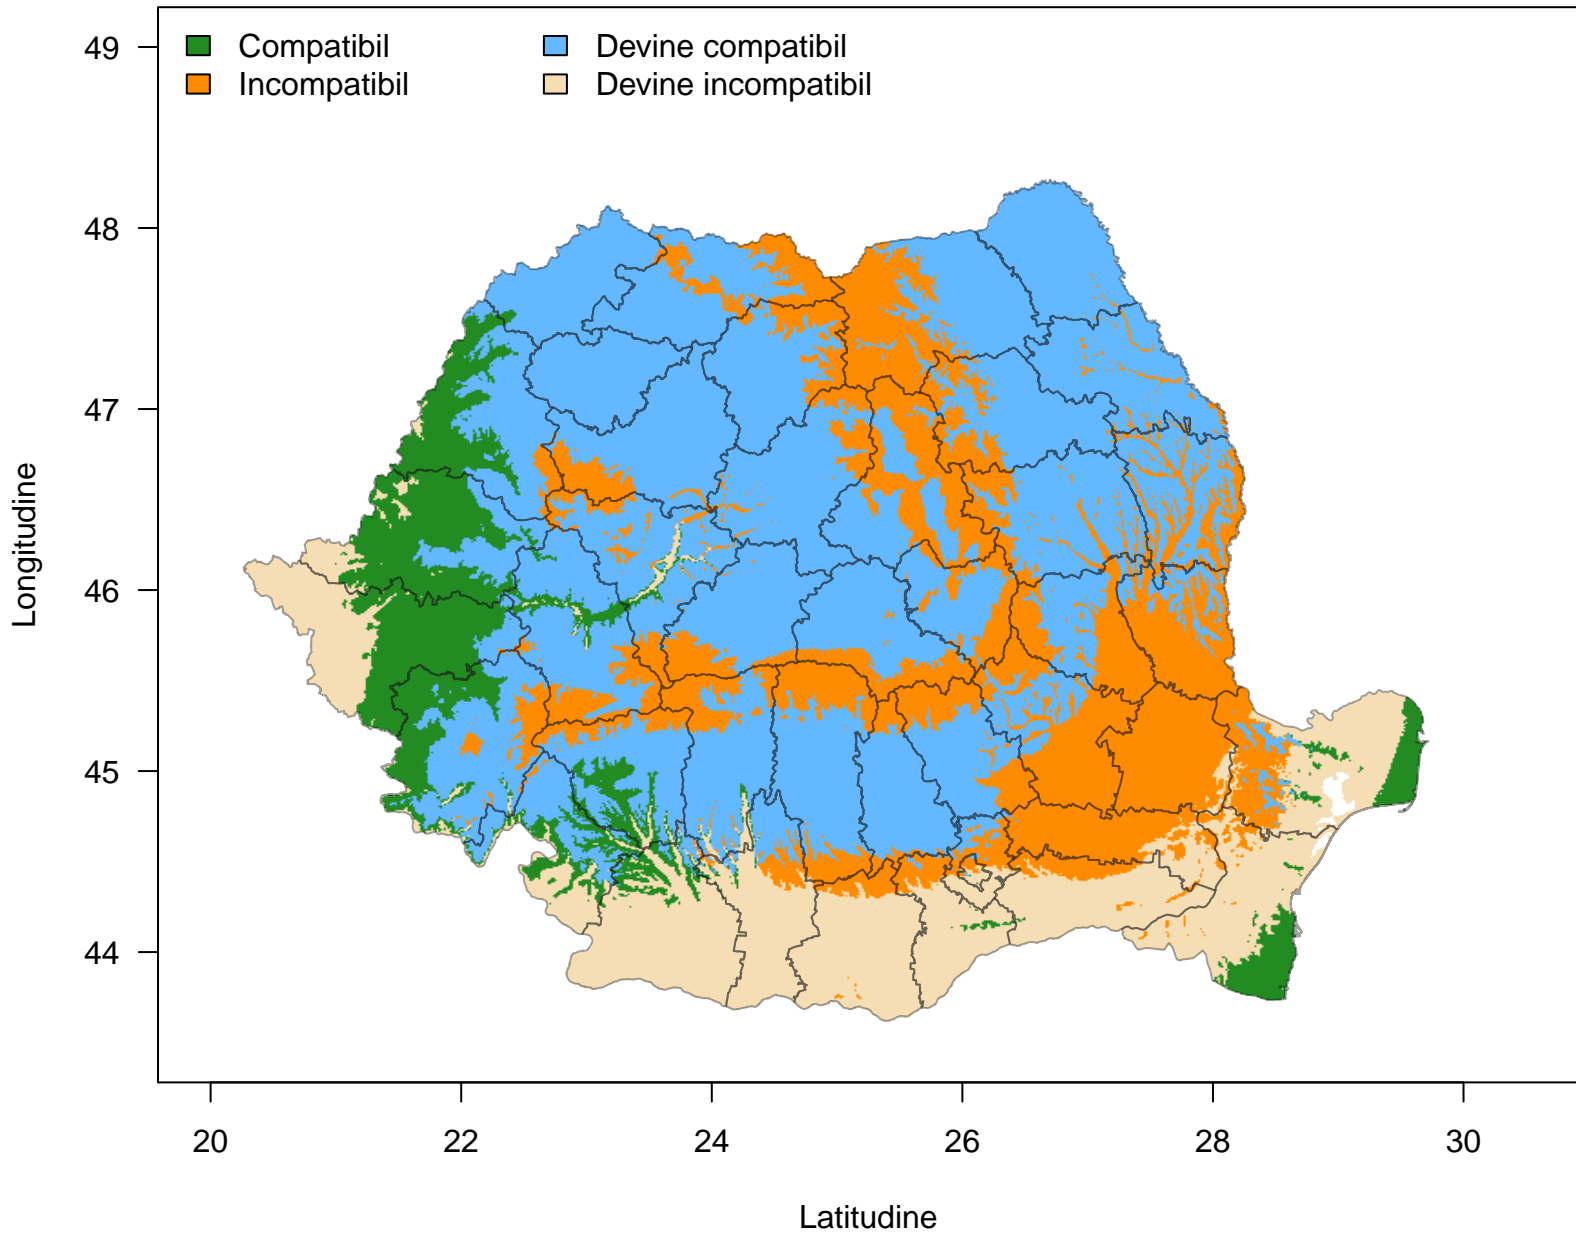 Compatibil
Incompatibil
Devine compatibil
Devine incompatibil
49
48
47
46
45
44
Longitudine
20 22 24 26 28 30
Latitudine